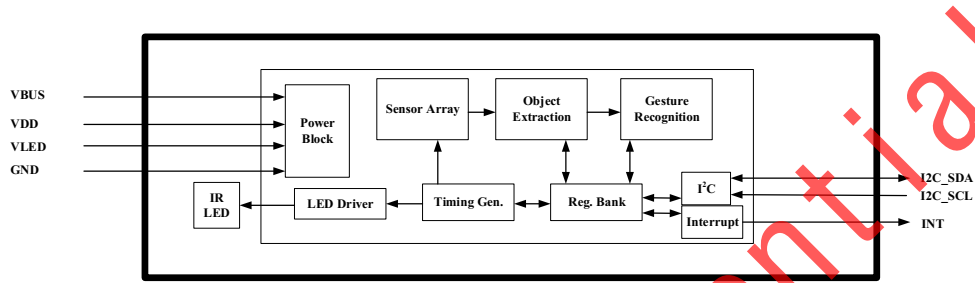 VBUS
VDD
VLED
GND
Power
Block
Sensor Array
Object
Extraction
Gesture
Recognition
IR
LED
LED Driver
Timing Gen.
Reg. Bank
I²C
Interrupt
I2C_SDA
I2C_SCL
INT
ential